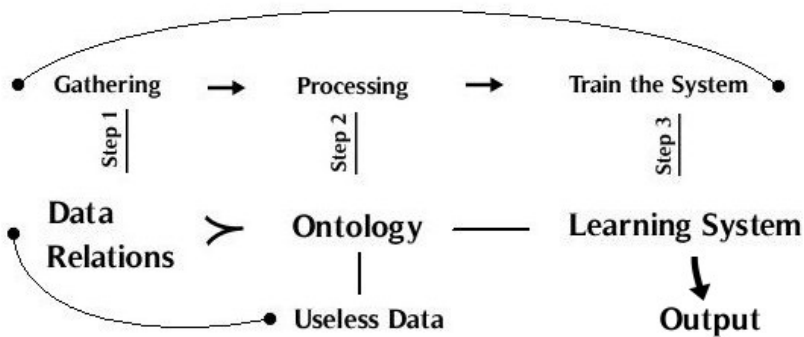 Gathering
Processing
Train the System
Step 1
Step 2
Step 3
Data
Relations
Ontology
Learning System
Useless Data
Output